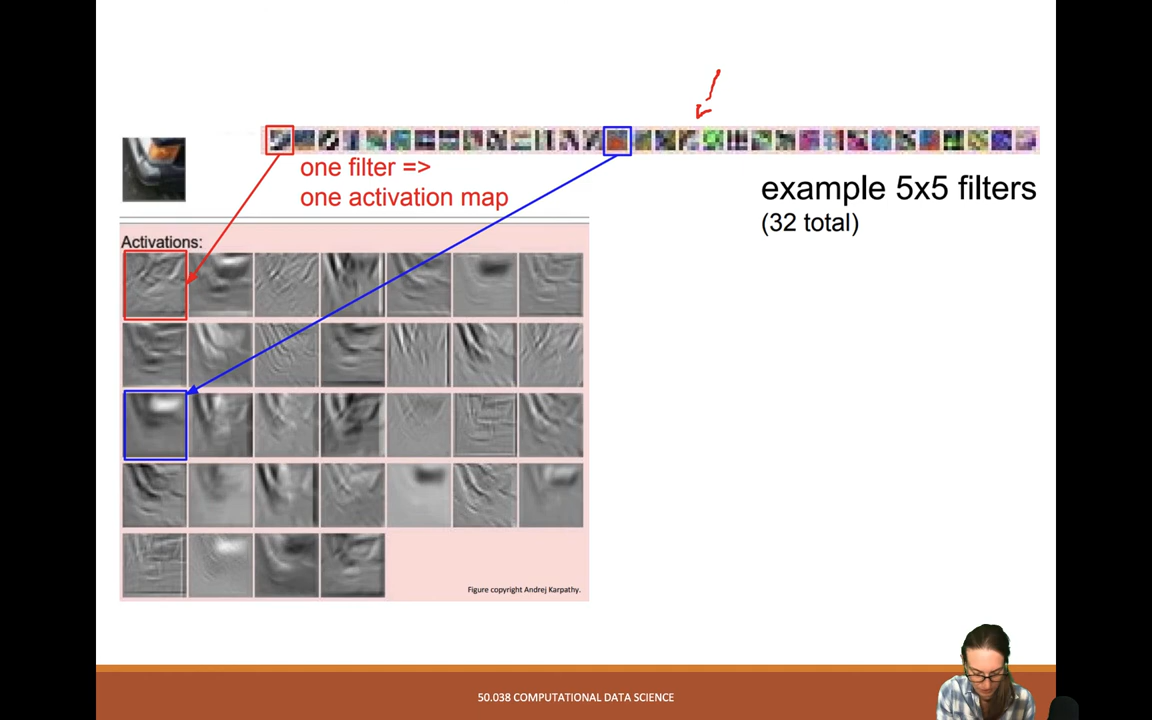 one filter =>
one activation map
example 5x5 filters
(32 total)
Activations:
Figure copyright Andrej Karpathy.
50.038 COMPUTATIONAL DATA SCIENCE